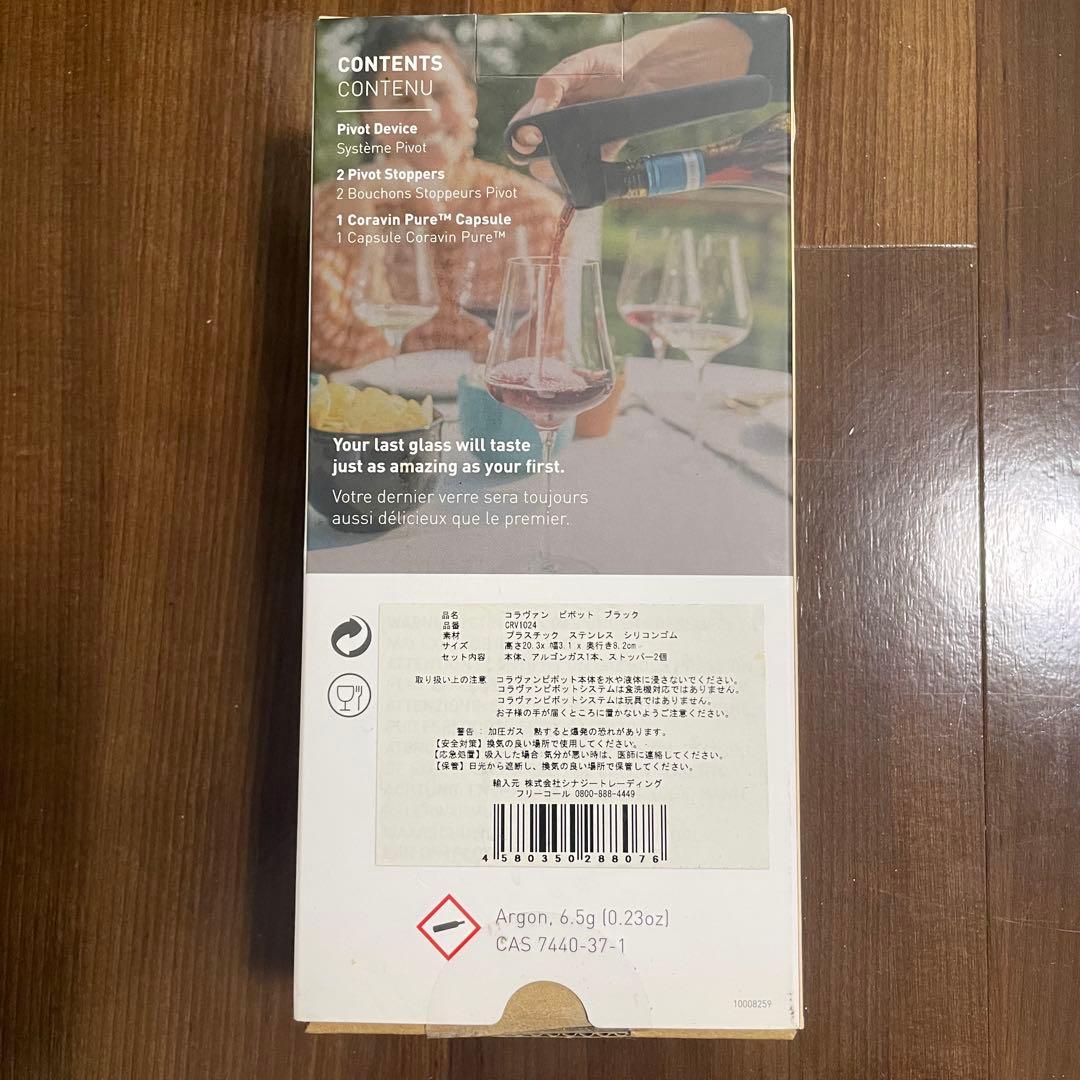 CONTENTS
CONTENU
Pivot Device
Système Pivot
2 Pivot Stoppers
2 Bouchons Stoppeurs Pivot
1 Coravin Pure™ Capsule
1 Capsule Coravin Pure™
Your last glass will taste
just as amazing as your first.
Votre dernier verre sera toujours
aussi délicieux que le premier.
品名 コラヴァン ピボット ブラック
品番 CRV1024
素材 プラスチック ステンレス シリコンゴム
サイズ 高さ20.3x 幅3.1 x 奥行き8.2cm
セット内容 本体、アルゴンガス1本、ストッパー2個
取り扱い上の注意 コラヴァンピボット本体を水や液体に浸さないでください。
コラヴァンピボットシステムは食洗機対応ではありません。
コラヴァンピボットシステムは玩具ではなっません。
お子様の手が届くところに置かないようご注意ください。
警告：加圧ガス 熱すると爆発の恐れがあります。
【安全対策】換気の良い場所で使用してください。
【応急処置】吸入した場合 気分が悪い時は、医師に連絡してください。
【保管】日光から遮断し、換気の良い場所で保管してください。
輸入元 株式会社シナジートレーディング
フリーコール 0800-888-4449
4 580350 288076
Argon, 6.5g (0.23oz)
CAS 7440-37-1
10008259